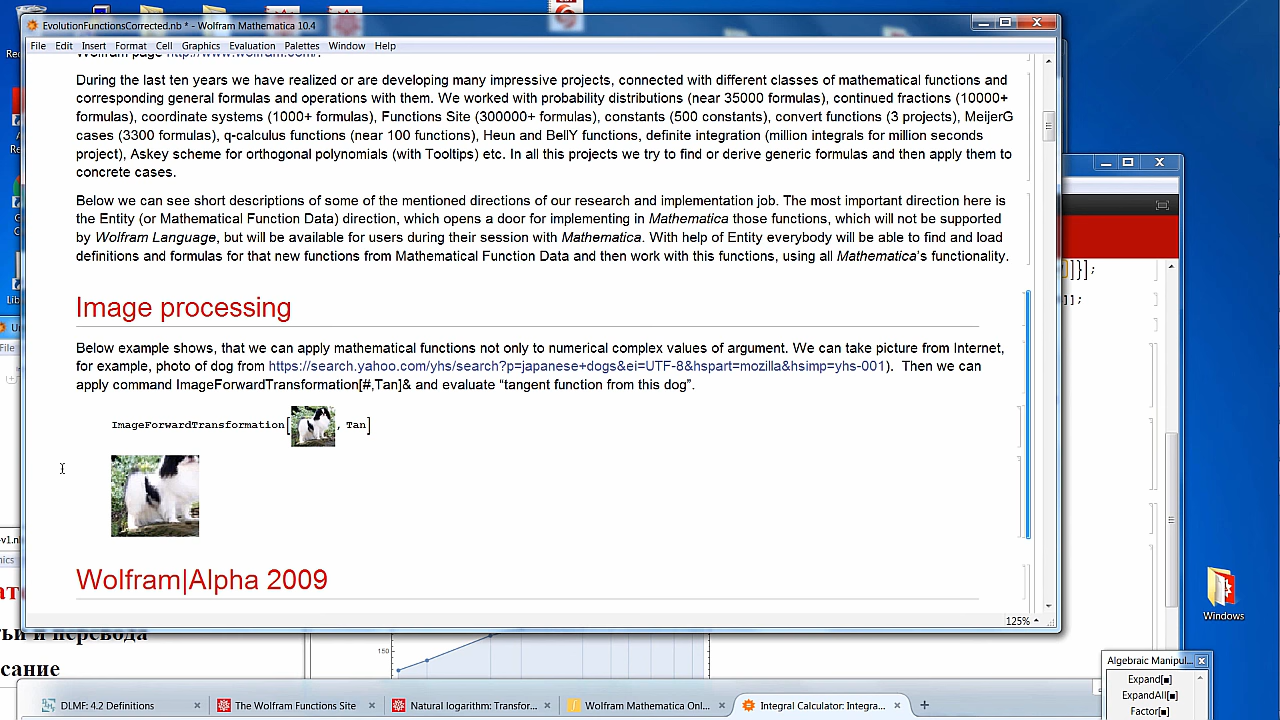 EvolutionFunctionsCorrected.nb * - Wolfram Mathematica 10.4
File Edit Insert Format Cell Graphics Evaluation Palettes Window Help
Wolfram page http://www.wolfram.com/.
During the last ten years we have realized or are developing many impressive projects, connected with different classes of mathematical functions and
corresponding general formulas and operations with them. We worked with probability distributions (near 35000 formulas), continued fractions (10000+
formulas), coordinate systems (1000+ formulas), Functions Site (300000+ formulas), constants (500 constants), convert functions (3 projects), MeijerG
cases (3300 formulas), q-calculus functions (near 100 functions), Heun and BellY functions, definite integration (million integrals for million seconds
project), Askey scheme for orthogonal polynomials (with Tooltips) etc. In all this projects we try to find or derive generic formulas and then apply them to
concrete cases.
Below we can see short descriptions of some of the mentioned directions of our research and implementation job. The most important direction here is
the Entity (or Mathematical Function Data) direction, which opens a door for implementing in Mathematica those functions, which will not be supported
by Wolfram Language, but will be available for users during their session with Mathematica. With help of Entity everybody will be able to find and load
definitions and formulas for that new functions from Mathematical Function Data and then work with this functions, using all Mathematica's functionality.
Image processing
Below example shows, that we can apply mathematical functions not only to numerical complex values of argument. We can take picture from Internet,
for example, photo of dog from https://search.yahoo.com/yhs/search?p=japanese+dogs&ei=UTF-8&hspart=mozilla&hsimp=yhs-001). Then we can
apply command ImageForwardTransformation[#,Tan]& and evaluate “tangent function from this dog”.
ImageForwardTransformation[ , Tan]
Wolfram|Alpha 2009
125%
]}];
]];
File
-v1.n
Windows
150
сание
и перевода
Algebraic Manipul...
Expand[■]
ExpandAll[■]
Factor[■]
DLMF: 4.2 Definitions
The Wolfram Functions Site
Natural logarithm: Transfor...
Wolfram Mathematica Onl...
Integral Calculator: Integra...